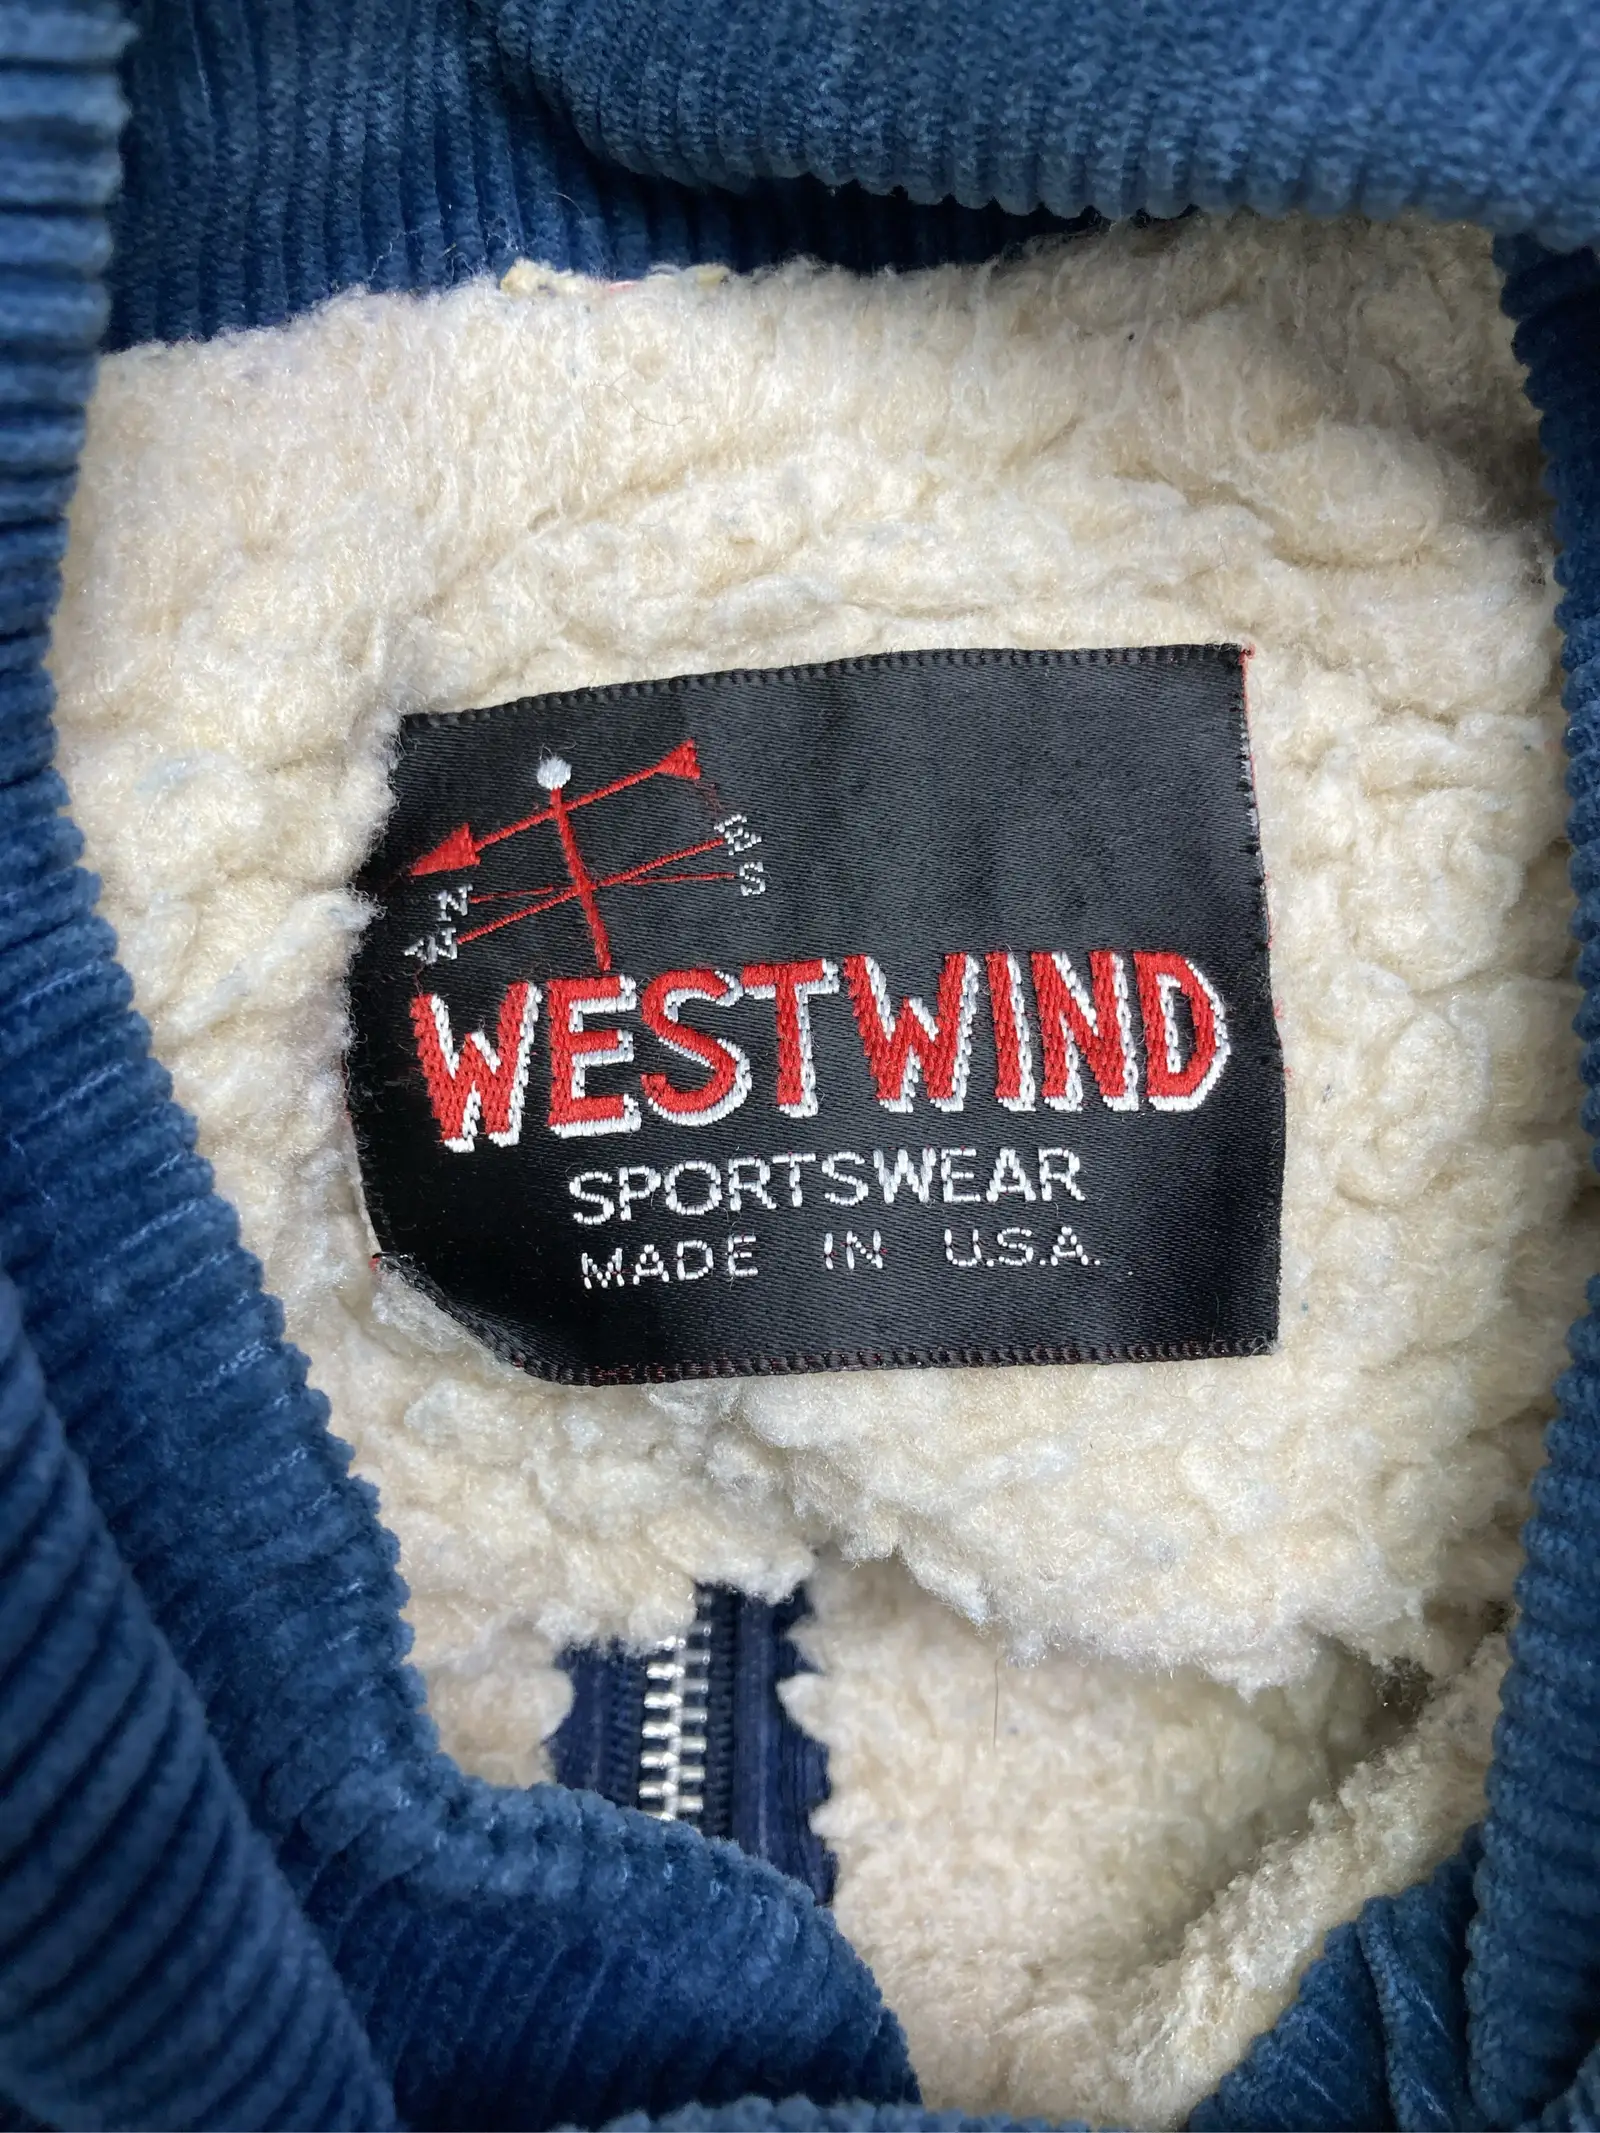 N E
W S
WESTWIND
SPORTSWEAR
MADE IN U.S.A.